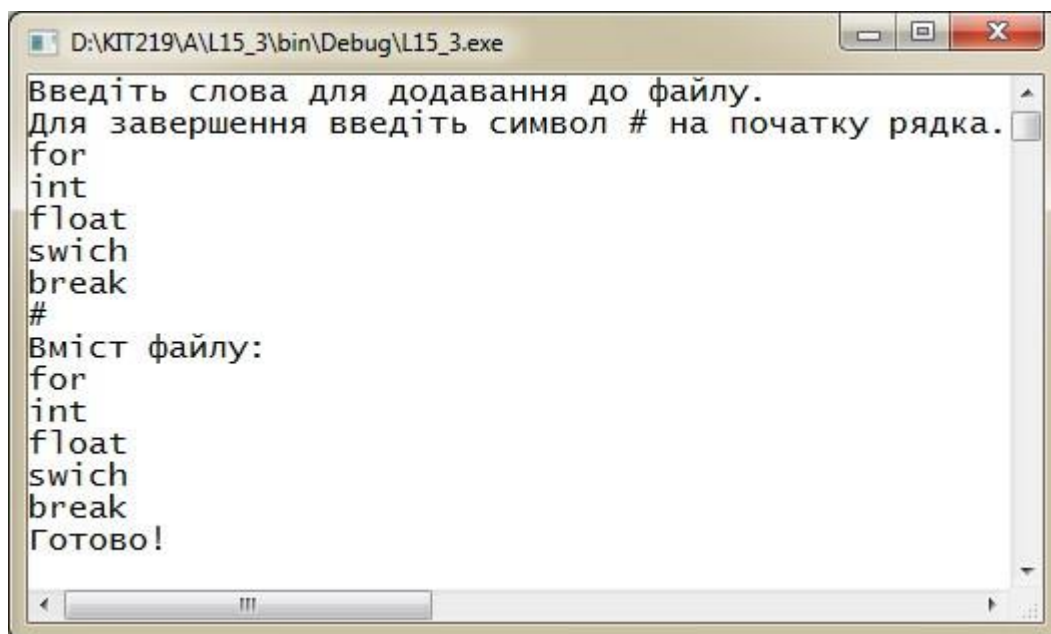 D:\KIT219\A\L15_3\bin\Debug\L15_3.exe
Введіть слова для додавання до файлу.
Для завершення введіть символ # на початку рядка.
for
int
float
swich
break
#
Вміст файлу:
for
int
float
swich
break
Готово!